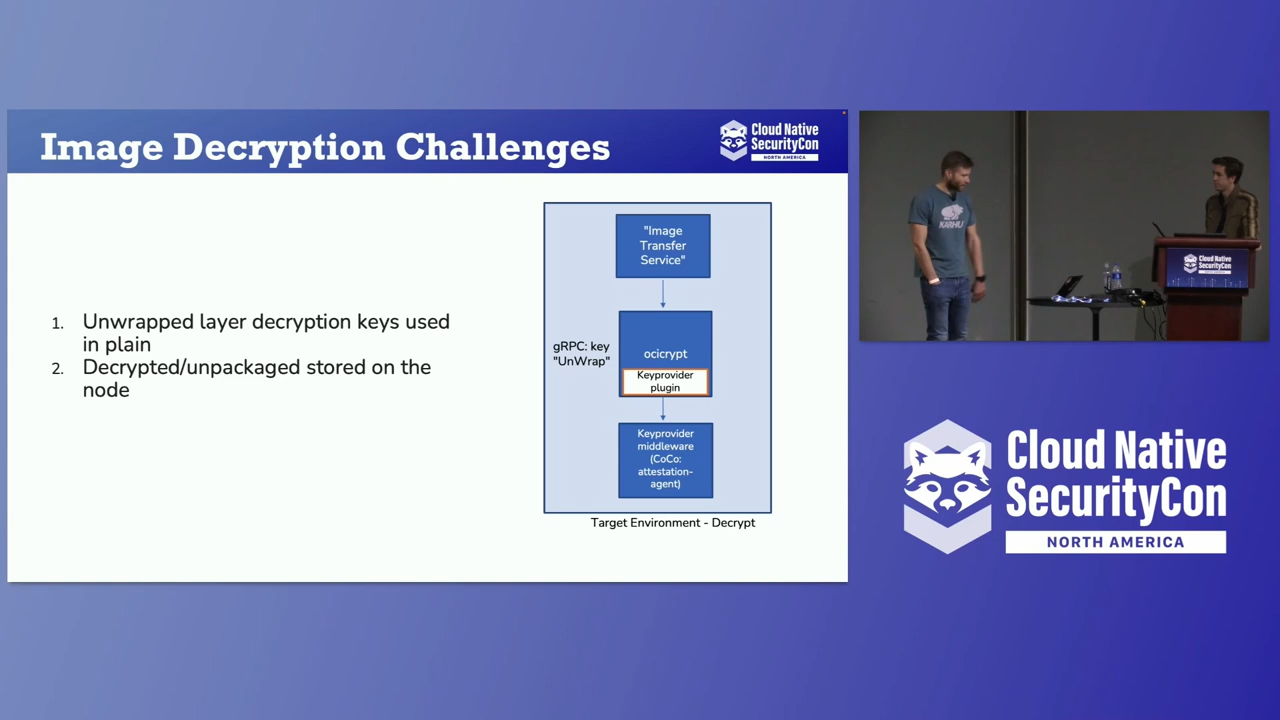 Image Decryption Challenges
Cloud Native
SecurityCon
NORTH AMERICA
1. Unwrapped layer decryption keys used
in plain
2. Decrypted/unpackaged stored on the
node
"Image
Transfer
Service"
gRPC: key
"UnWrap"
ocicrypt
Keyprovider
plugin
Keyprovider
middleware
(CoCo:
attestation-
agent)
Target Environment - Decrypt
KARHU
Cloud Native
SecurityCon
Cloud Native
SecurityCon
NORTH AMERICA